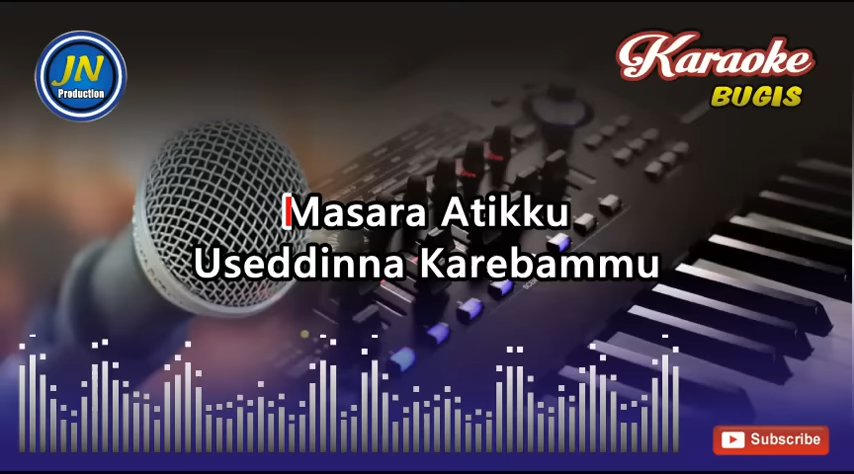 JN
Production
Karaoke
BUGIS
Masara Atikku
Useddinna Karebammu
Subscribe